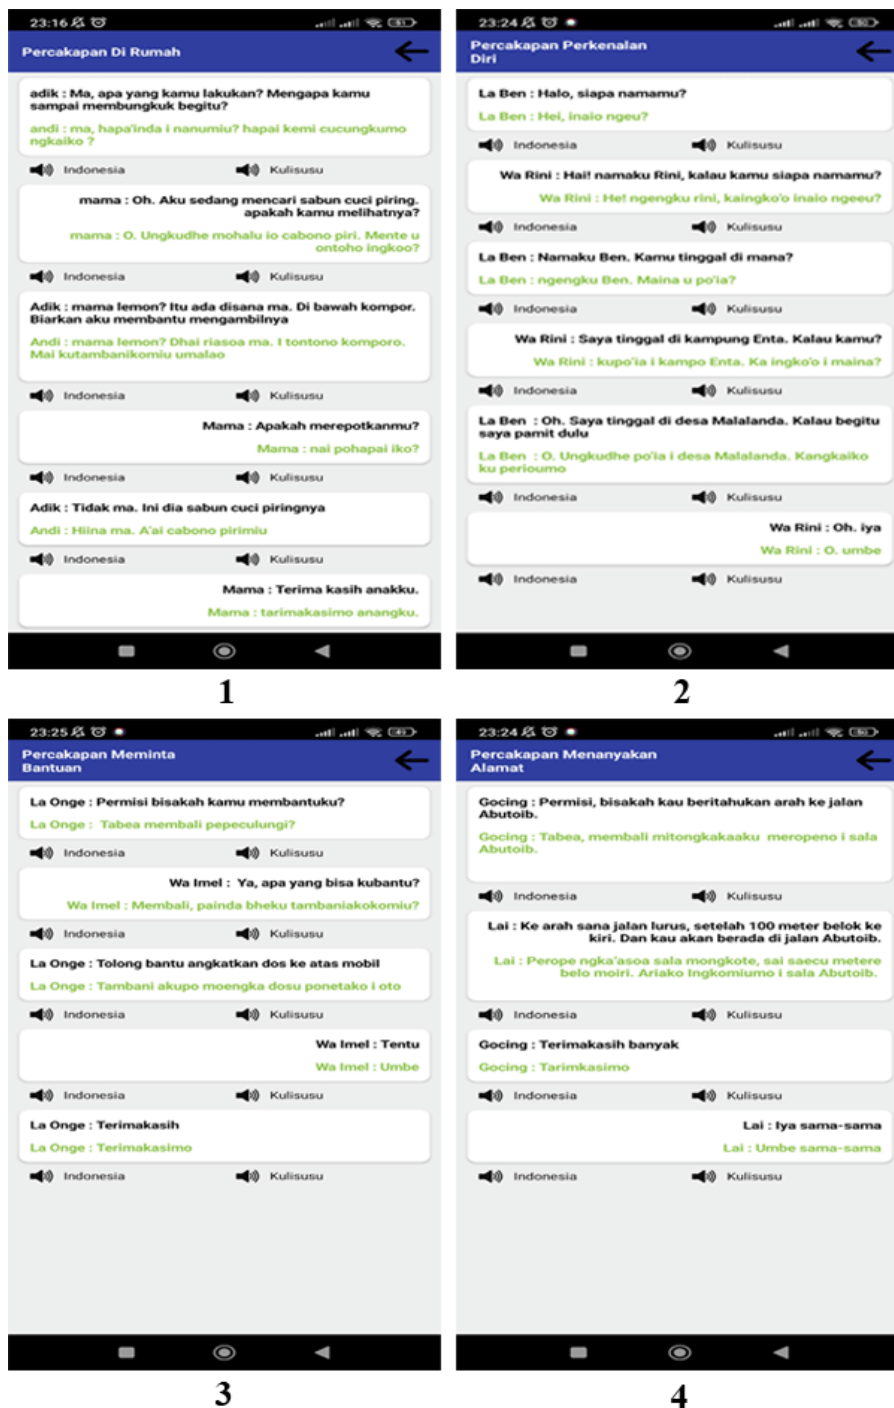 23:16
51
Percakapan Di Rumah
adik : Ma, apa yang kamu lakukan? Mengapa kamu
sampai membungkuk begitu?
andi : ma, hapa'inda i nanumiu? hapai kemi cucungkumo
ngkaiko ?
Indonesia Kulisusu
mama : Oh. Aku sedang mencari sabun cuci piring.
apakah kamu melihatnya?
mama : O. Ungkudhe mohalu io cabono piri. Mente u
ontoho ingkoo?
Indonesia Kulisusu
Adik : mama lemon? Itu ada disana ma. Di bawah kompor.
Biarkan aku membantu mengambilnya
Andi : mama lemon? Dhai riasoa ma. I tontono komporo.
Mai kutambanikomiu umalao
Indonesia Kulisusu
Mama : Apakah merepotkanmu?
Mama : nai pohapai iko?
Indonesia Kulisusu
Adik : Tidak ma. Ini dia sabun cuci piringnya
Andi : Hiina ma. A'ai cabono pirimiu
Indonesia Kulisusu
Mama : Terima kasih anakku.
Mama : tarimakasimo anangku.
1
23:24
50
Percakapan Perkenalan
Diri
La Ben : Halo, siapa namamu?
La Ben : Hei, inaio ngeu?
Indonesia Kulisusu
Wa Rini : Hai! namaku Rini, kalau kamu siapa namamu?
Wa Rini : He! ngengku rini, kaingko'o inaio ngeeu?
Indonesia Kulisusu
La Ben : Namaku Ben. Kamu tinggal di mana?
La Ben : ngengku Ben. Maina u po'ia?
Indonesia Kulisusu
Wa Rini : Saya tinggal di kampung Enta. Kalau kamu?
Wa Rini : kupo'ia i kampo Enta. Ka ingko'o i maina?
Indonesia Kulisusu
La Ben : Oh. Saya tinggal di desa Malalanda. Kalau begitu
saya pamit dulu
La Ben : O. Ungkudhe po'ia i desa Malalanda. Kangkaiko
ku perioumo
Indonesia Kulisusu
Wa Rini : Oh. iya
Wa Rini : O. umbe
Indonesia Kulisusu
2
23:25
Percakapan Meminta
Bantuan
La Onge : Permisi bisakah kamu membantuku?
La Onge : Tabea membali pepeculungi?
Indonesia Kulisusu
Wa Imel : Ya, apa yang bisa kubantu?
Wa Imel : Membali, painda bheku tambaniakokomiu?
Indonesia Kulisusu
La Onge : Tolong bantu angkatkan dos ke atas mobil
La Onge : Tambani akupo moengka dosu ponetako i oto
Indonesia Kulisusu
Wa Imel : Tentu
Wa Imel : Umbe
Indonesia Kulisusu
La Onge : Terimakasih
La Onge : Terimakasimo
Indonesia Kulisusu
3
23:24
50
Percakapan Menanyakan
Alamat
Gocing : Permisi, bisakah kau beritahukan arah ke jalan
Abutoib.
Gocing : Tabea, membali mitongkakaaku meropeno i sala
Abutoib.
Indonesia Kulisusu
Lai : Ke arah sana jalan lurus, setelah 100 meter belok ke
kiri. Dan kau akan berada di jalan Abutoib.
Lai : Perope ngka'asoa sala mongkote, sai saecu metere
belo moiri. Ariako Ingkomiumo i sala Abutoib.
Indonesia Kulisusu
Gocing : Terimakasih banyak
Gocing : Tarimkasimo
Indonesia Kulisusu
Lai : Iya sama-sama
Lai : Umbe sama-sama
Indonesia Kulisusu
4